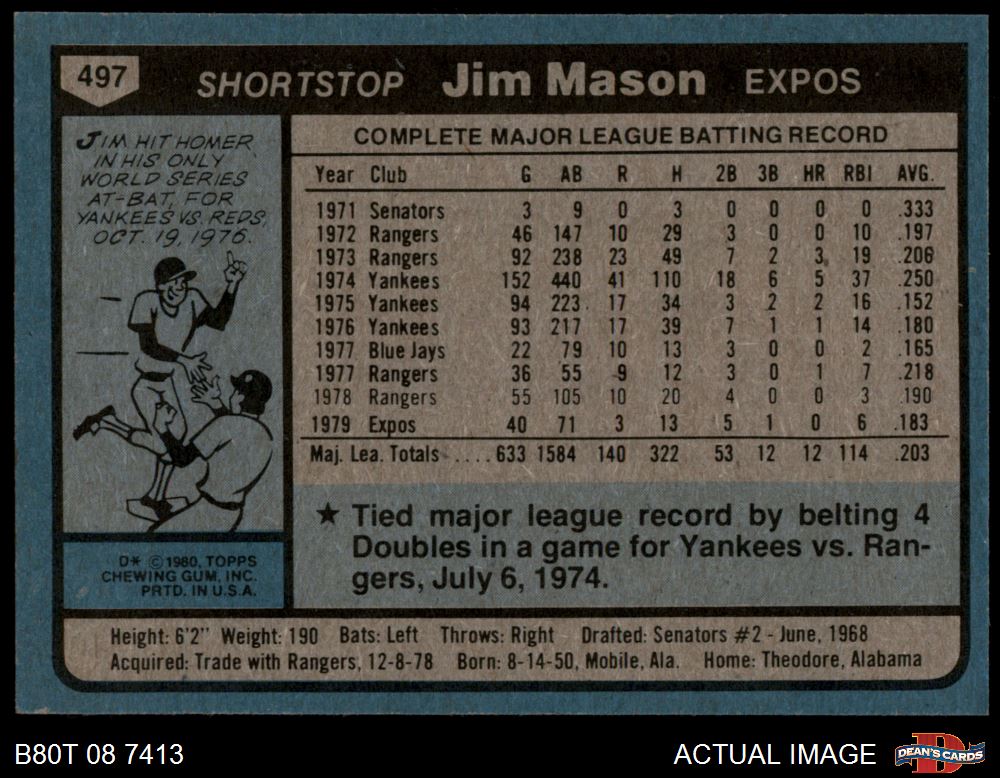 497
SHORTSTOP Jim Mason EXPOS
JIM HIT HOMER
IN HIS ONLY
WORLD SERIES
AT-BAT, FOR
YANKEES VS. REDS,
OCT. 19, 1976.
D* © 1980, TOPPS
CHEWING GUM, INC.
PRTD. IN U.S.A.
COMPLETE MAJOR LEAGUE BATTING RECORD
Year Club G AB R H 2B 3B HR RBI AVG.
1971 Senators 3 9 0 3 0 0 0 0 .333
1972 Rangers 46 147 10 29 3 0 0 10 .197
1973 Rangers 92 238 23 49 7 2 3 19 .206
1974 Yankees 152 440 41 110 18 6 5 37 .250
1975 Yankees 94 223 17 34 3 2 2 16 .152
1976 Yankees 93 217 17 39 7 1 1 14 .180
1977 Blue Jays 22 79 10 13 3 0 0 2 .165
1977 Rangers 36 55 9 12 3 0 1 7 .218
1978 Rangers 55 105 10 20 4 0 0 3 .190
1979 Expos 40 71 3 13 5 1 0 6 .183
Maj. Lea. Totals ..... 633 1584 140 322 53 12 12 114 .203
★ Tied major league record by belting 4
Doubles in a game for Yankees vs. Ran-
gers, July 6, 1974.
Height: 6'2" Weight: 190 Bats: Left Throws: Right Drafted: Senators #2 - June, 1968
Acquired: Trade with Rangers, 12-8-78 Born: 8-14-50, Mobile, Ala. Home: Theodore, Alabama
B80T 08 7413 ACTUAL IMAGE DEAN'S CARDS